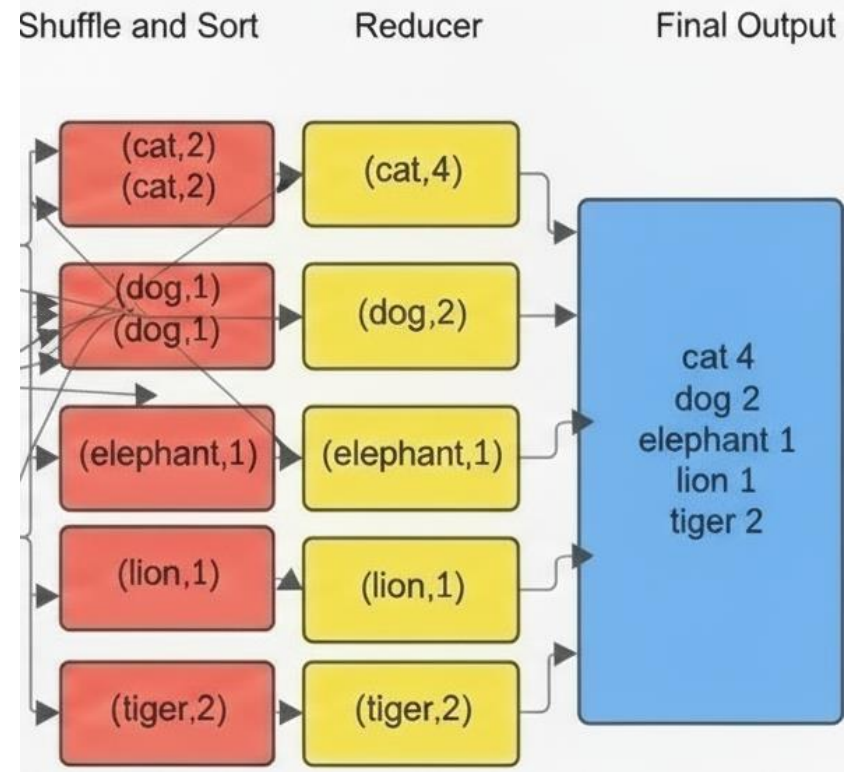 Shuffle and Sort
Reducer
Final Output
(cat,2)
(cat,2)
(cat,4)
(dog,1)
(dog,1)
(dog,2)
(elephant,1)
(elephant,1)
(lion,1)
(lion,1)
(tiger,2)
(tiger,2)
cat 4
dog 2
elephant 1
lion 1
tiger 2